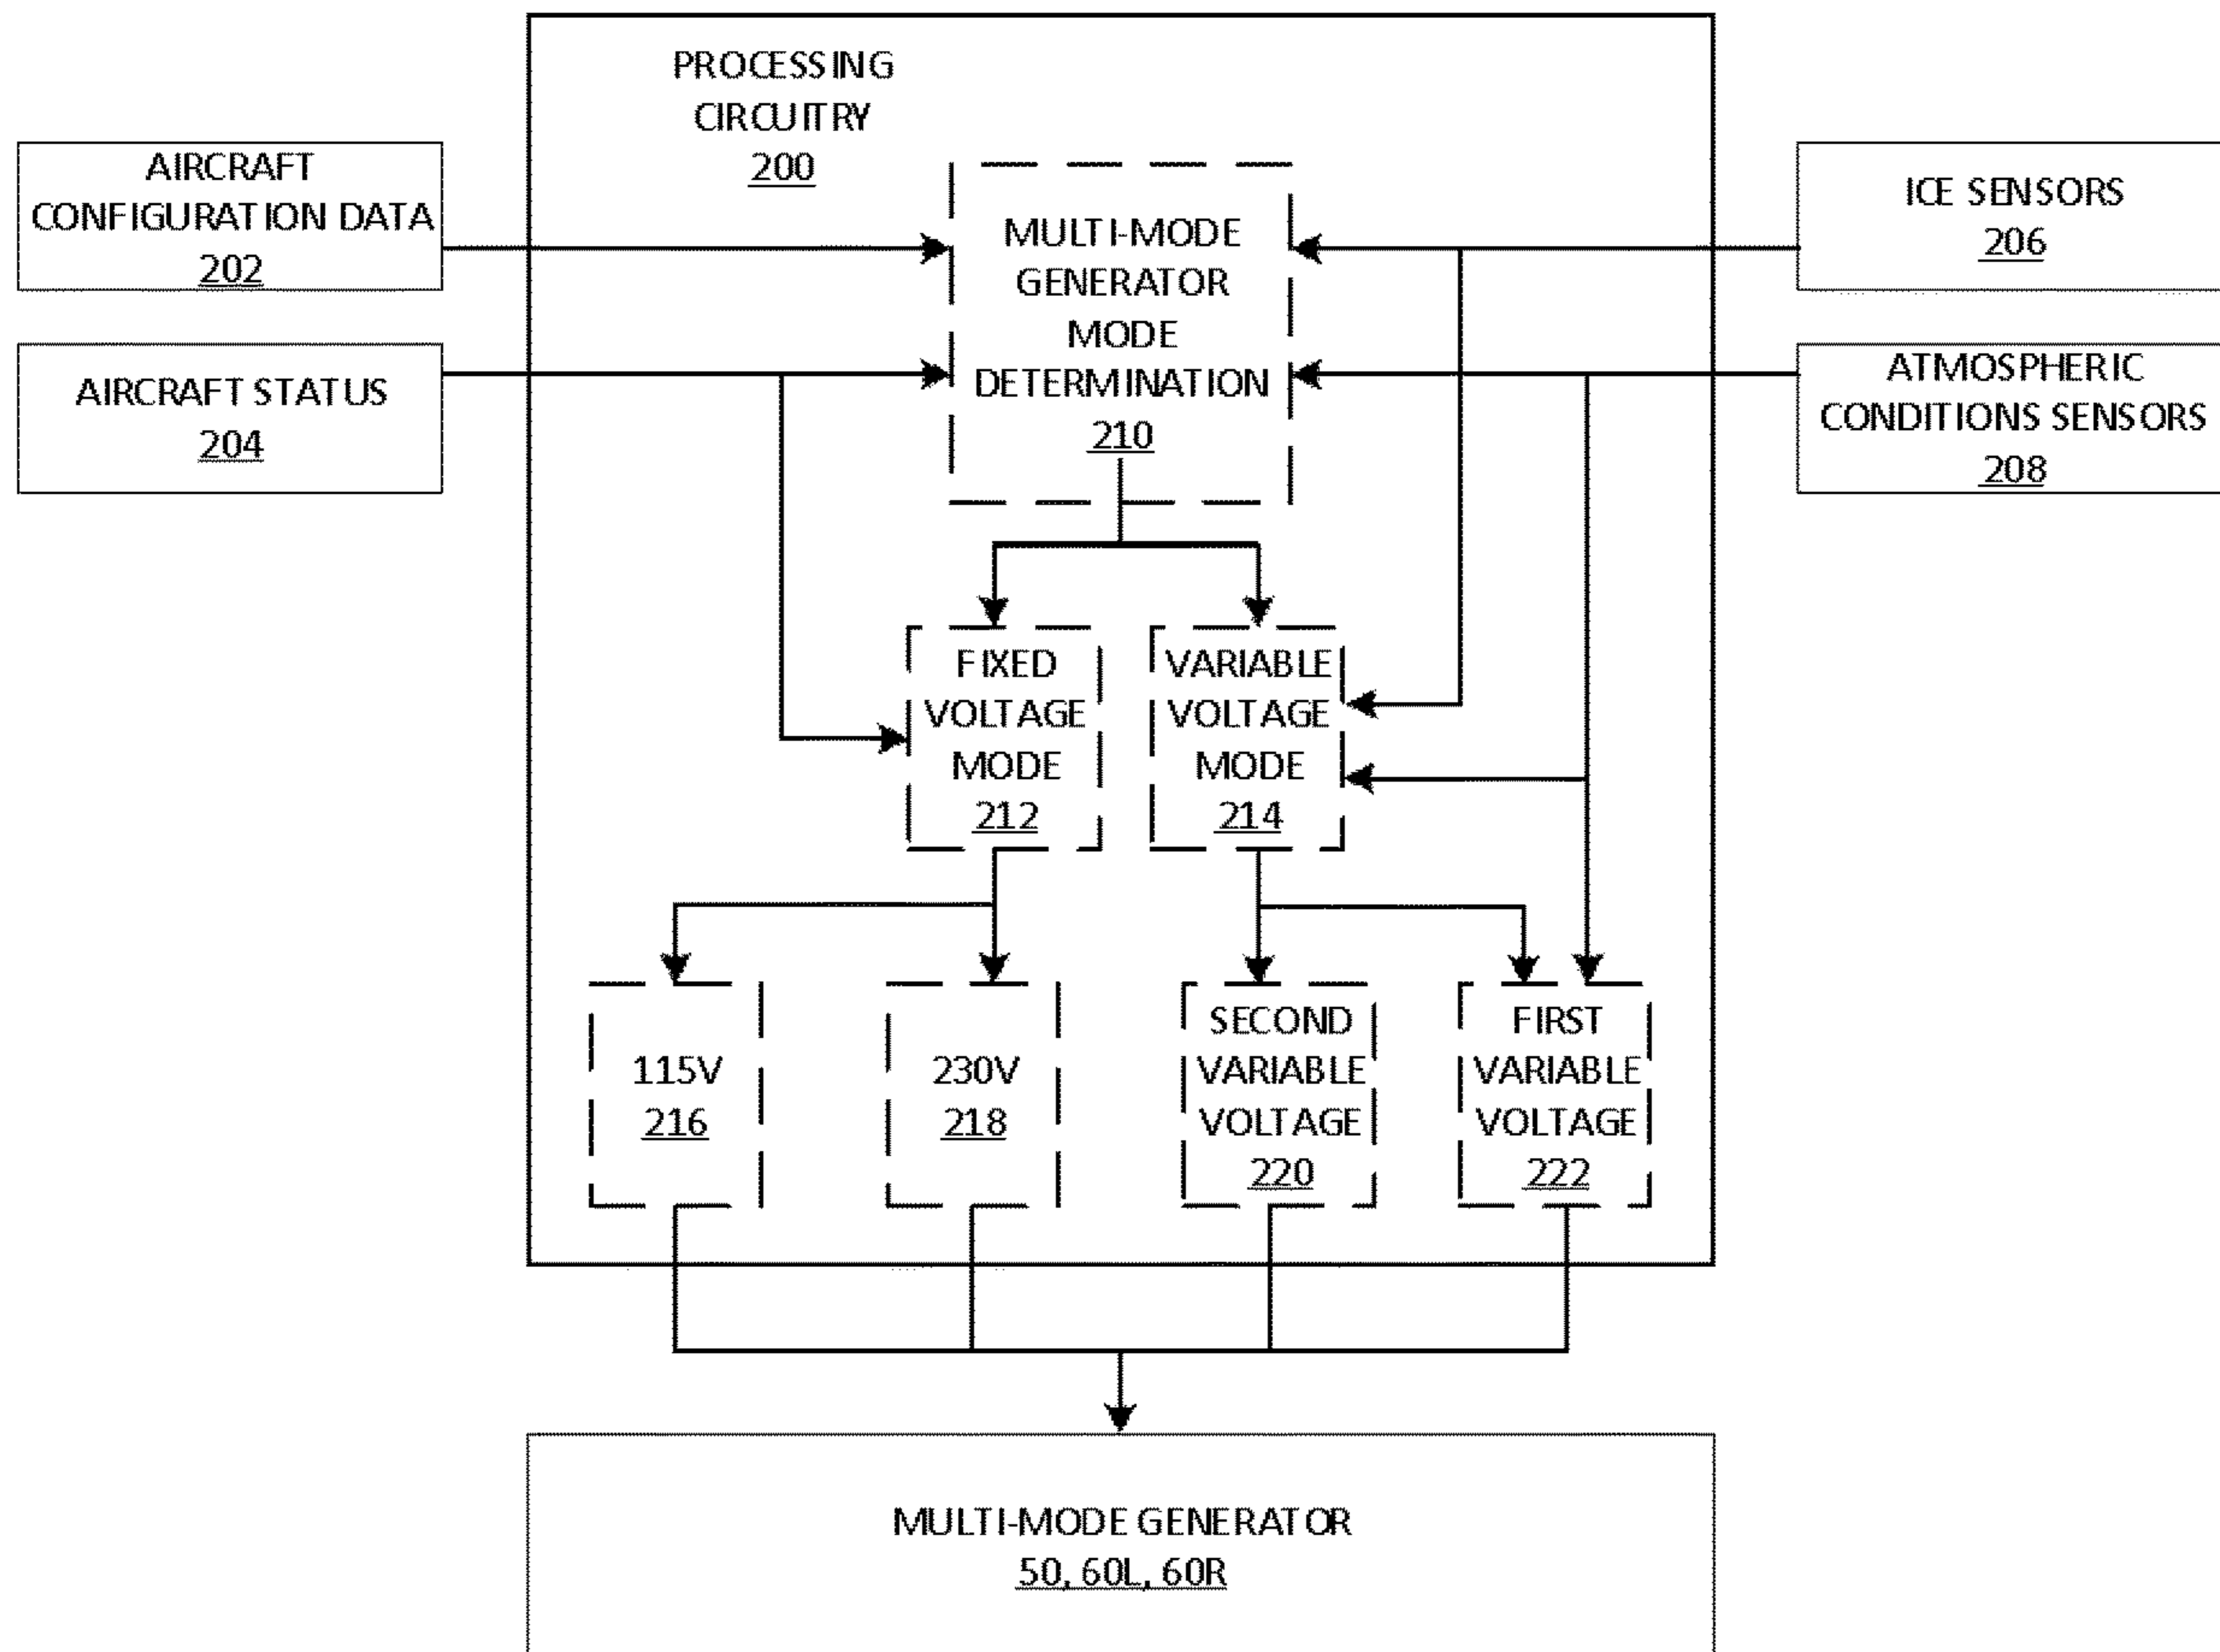 PROCESSING
CIRCUITRY
200
AIRCRAFT
CONFIGURATION DATA
202
AIRCRAFT STATUS
204
MULTI-MODE
GENERATOR
MODE
DETERMINATION
210
ICE SENSORS
206
ATMOSPHERIC
CONDITIONS SENSORS
208
FIXED
VOLTAGE
MODE
212
VARIABLE
VOLTAGE
MODE
214
115V
216
230V
218
SECOND
VARIABLE
VOLTAGE
220
FIRST
VARIABLE
VOLTAGE
222
MULTI-MODE GENERATOR
50, 60L, 60R